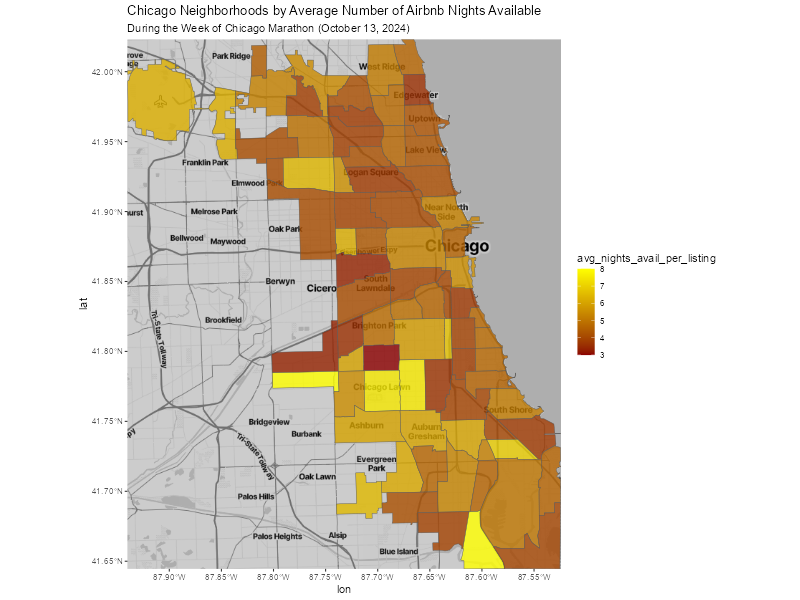 Chicago Neighborhoods by Average Number of Airbnb Nights Available
During the Week of Chicago Marathon (October 13, 2024)
lat
42.00°N
41.95°N
41.90°N
41.85°N
41.80°N
41.75°N
41.70°N
41.65°N
Park Ridge
West Ridge
Edgewater
Uptown
Lake View
Franklin Park
Logan Square
Elmwood Park
Melrose Park
Near North
Side
Oak Park
Bellwood
Maywood
Chicago
Berwyn
Cicero
South
Lawndale
Brookfield
Brighton Park
Tri-State Tollway
Chicago Lawn
South Shore
Bridgeview
Burbank
Ashburn
Auburn
Gresham
Tri-State Tollway
Evergreen
Park
Oak Lawn
Palos Hills
Palos Heights
Alsip
Blue Island
87.90°W
87.85°W
87.80°W
87.75°W
87.70°W
87.65°W
87.60°W
87.55°W
lon
avg_nights_avail_per_listing
8
7
6
5
4
3